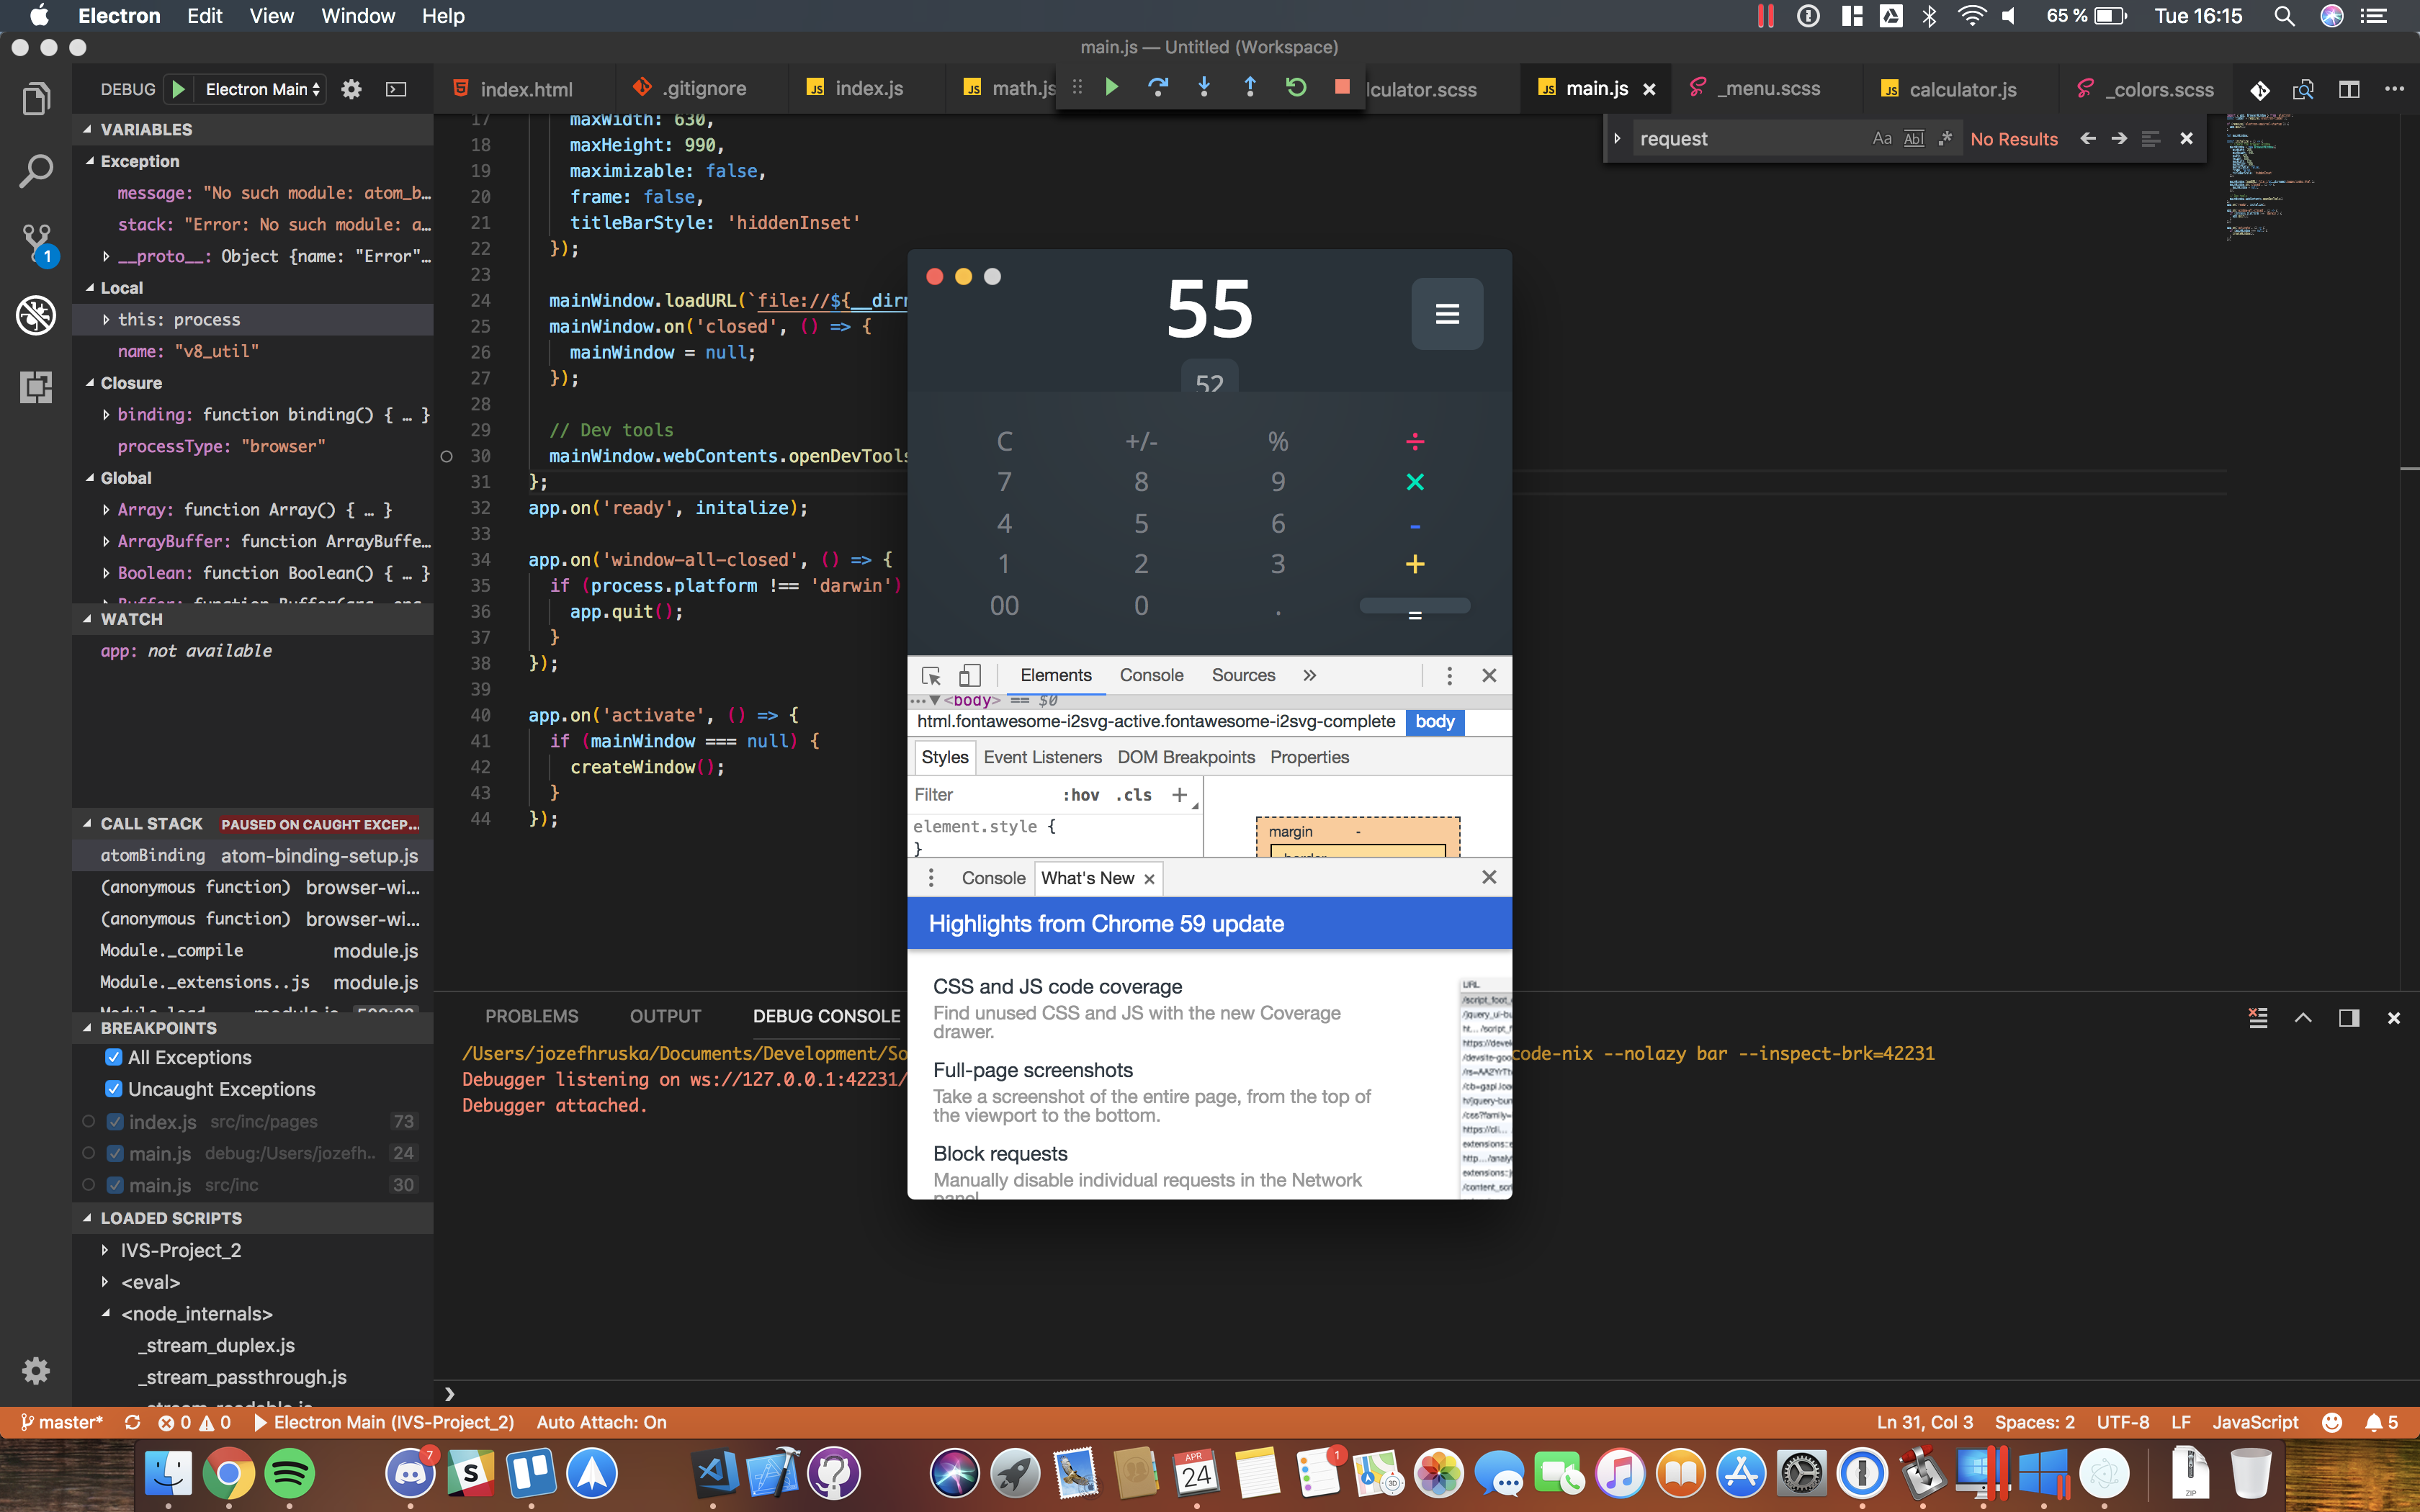 Electron Edit View Window Help
65 % Tue 16:15
main.js — Untitled (Workspace)
DEBUG Electron Main
index.html .gitignore index.js math.js lculator.scss main.js _menu.scss calculator.js _colors.scss
request Aa Abl .* No Results
VARIABLES
Exception
message: "No such module: atom_b…
stack: "Error: No such module: a…
__proto__: Object {name: "Error"…
Local
this: process
name: "v8_util"
Closure
binding: function binding() { … }
processType: "browser"
Global
Array: function Array() { … }
ArrayBuffer: function ArrayBuffe…
Boolean: function Boolean() { … }
WATCH
app: not available
CALL STACK PAUSED ON CAUGHT EXCEP…
atomBinding atom-binding-setup.js
(anonymous function) browser-wi…
(anonymous function) browser-wi…
Module._compile module.js
Module._extensions..js module.js
BREAKPOINTS
All Exceptions
Uncaught Exceptions
index.js src/inc/pages 73
main.js debug:/Users/jozefh.. 24
main.js src/inc 30
LOADED SCRIPTS
IVS-Project_2
<eval>
<node_internals>
_stream_duplex.js
_stream_passthrough.js
17 maxWidth: 630,
18 maxHeight: 990,
19 maximizable: false,
20 frame: false,
21 titleBarStyle: 'hiddenInset'
22 });
23
24 mainWindow.loadURL(`file://${__dirn
25 mainWindow.on('closed', () => {
26 mainWindow = null;
27 });
28
29 // Dev tools
30 mainWindow.webContents.openDevTools
31 };
32 app.on('ready', initalize);
33
34 app.on('window-all-closed', () => {
35 if (process.platform !== 'darwin')
36 app.quit();
37 }
38 });
39
40 app.on('activate', () => {
41 if (mainWindow === null) {
42 createWindow();
43 }
44 });
55
52
C +/- % ÷
7 8 9 ×
4 5 6 -
1 2 3 +
00 0 . =
Elements Console Sources »
… <body> == $0
html.fontawesome-i2svg-active.fontawesome-i2svg-complete body
Styles Event Listeners DOM Breakpoints Properties
Filter :hov .cls +
element.style {
}
margin -
Console What's New
Highlights from Chrome 59 update
CSS and JS code coverage
Find unused CSS and JS with the new Coverage
drawer.
Full-page screenshots
Take a screenshot of the entire page, from the top of
the viewport to the bottom.
Block requests
Manually disable individual requests in the Network
URL
PROBLEMS OUTPUT DEBUG CONSOLE
/Users/jozefhruska/Documents/Development/So code-nix --nolazy bar --inspect-brk=42231
Debugger listening on ws://127.0.0.1:42231/
Debugger attached.
master* 0 0 Electron Main (IVS-Project_2) Auto Attach: On
Ln 31, Col 3 Spaces: 2 UTF-8 LF JavaScript 5
7
APR
24
1
3D
ZIP